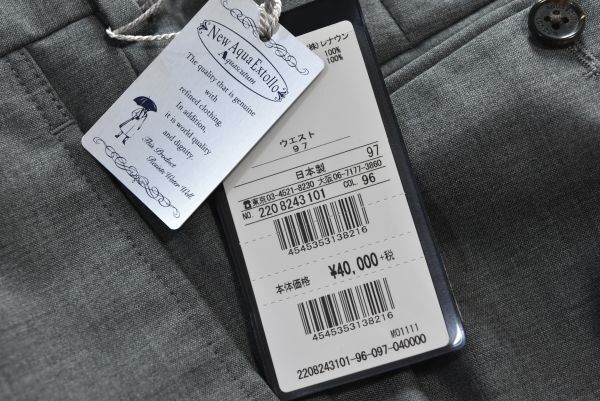 New Aqua Extollo
Aquascutum
The quality that is genuine
with
refined clothing
In addition,
it is world quality
and dignity.
This Product
Resists Water Well.
(株)レナウン
100%
100%
ウエスト
97
97
日本製
☎東京03-4521-8230 大阪06-7177-3860
NO. 2208243101 COL. 96
4545353138216
本体価格 ¥40,000+税
4545353138216
M01111
2208243101-96-097-040000